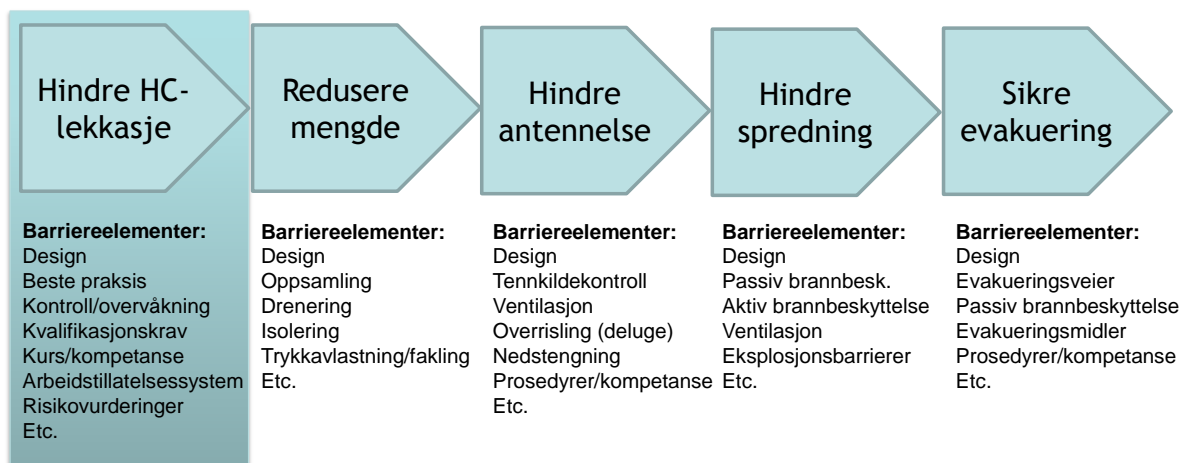 Hindre HC-
lekkasje
Redusere
mengde
Hindre
antennelse
Hindre
spredning
Sikre
evakuering
Barriereelementer:
Design
Beste praksis
Kontroll/overvåkning
Kvalifikasjonskrav
Kurs/kompetanse
Arbeidstillatelsessystem
Risikovurderinger
Etc.
Barriereelementer:
Design
Oppsamling
Drenering
Isolering
Trykkavlastning/fakling
Etc.
Barriereelementer:
Design
Tennkildekontroll
Ventilasjon
Overrisling (deluge)
Nedstengning
Prosedyrer/kompetanse
Etc.
Barriereelementer:
Design
Passiv brannbesk.
Aktiv brannbeskyttelse
Ventilasjon
Eksplosjonsbarrierer
Etc.
Barriereelementer:
Design
Evakueringsveier
Passiv brannbeskyttelse
Evakueringsmidler
Prosedyrer/kompetanse
Etc.